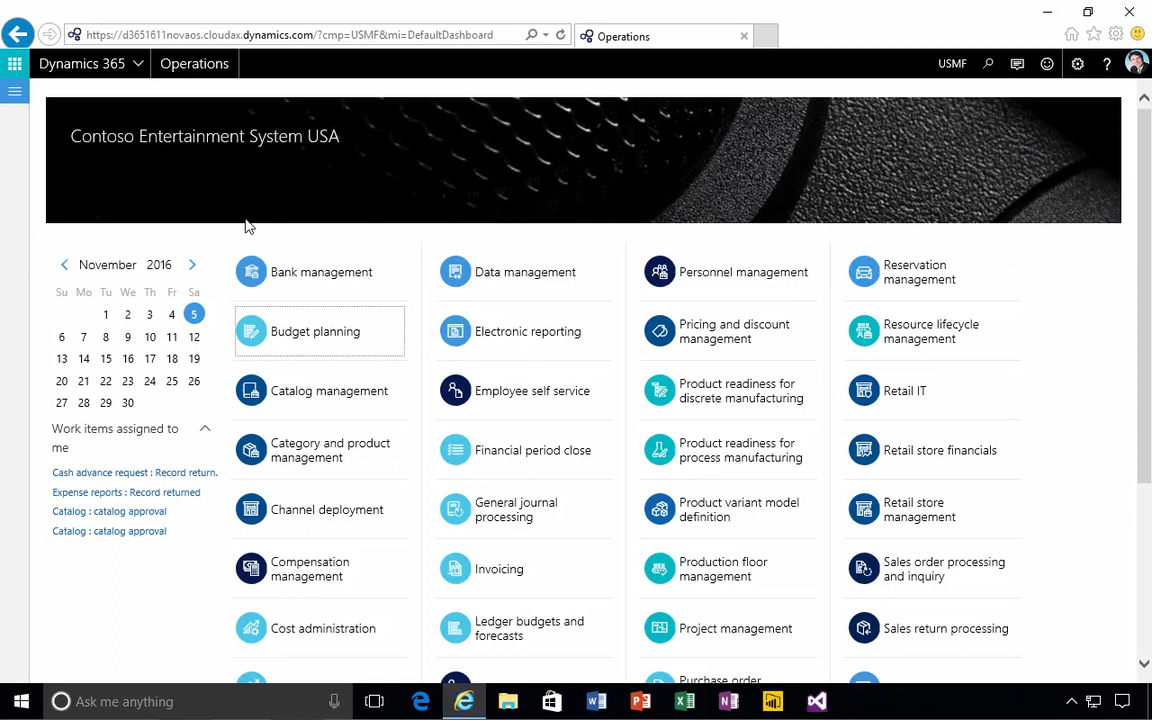 https://d3651611novaos.cloudax.dynamics.com/?cmp=USMF&mi=DefaultDashboard
Operations
Dynamics 365
Operations
USMF
Contoso Entertainment System USA
November 2016
Su Mo Tu We Th Fr Sa
1 2 3 4 5
6 7 8 9 10 11 12
13 14 15 16 17 18 19
20 21 22 23 24 25 26
27 28 29 30
Work items assigned to
me
Cash advance request : Record return.
Expense reports : Record returned
Catalog : catalog approval
Catalog : catalog approval
Bank management
Budget planning
Catalog management
Category and product
management
Channel deployment
Compensation
management
Cost administration
Data management
Electronic reporting
Employee self service
Financial period close
General journal
processing
Invoicing
Ledger budgets and
forecasts
Personnel management
Pricing and discount
management
Product readiness for
discrete manufacturing
Product readiness for
process manufacturing
Product variant model
definition
Production floor
management
Project management
Purchase order
Reservation
management
Resource lifecycle
management
Retail IT
Retail store financials
Retail store
management
Sales order processing
and inquiry
Sales return processing
Ask me anything